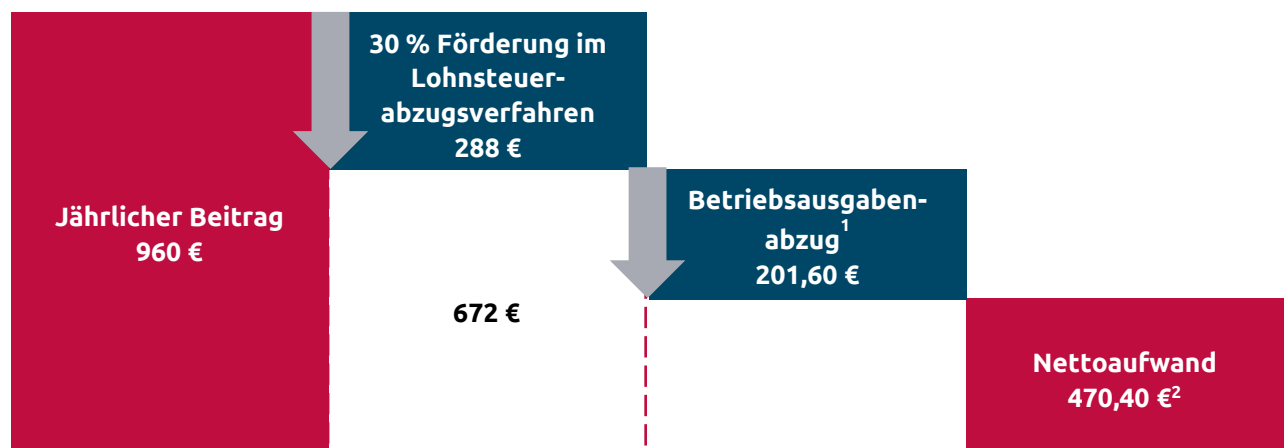 30 % Förderung im
Lohnsteuer-
abzugsverfahren
288 €
Jährlicher Beitrag
960 €
Betriebsausgaben-
abzug¹
201,60 €
672 €
Nettoaufwand
470,40 €²